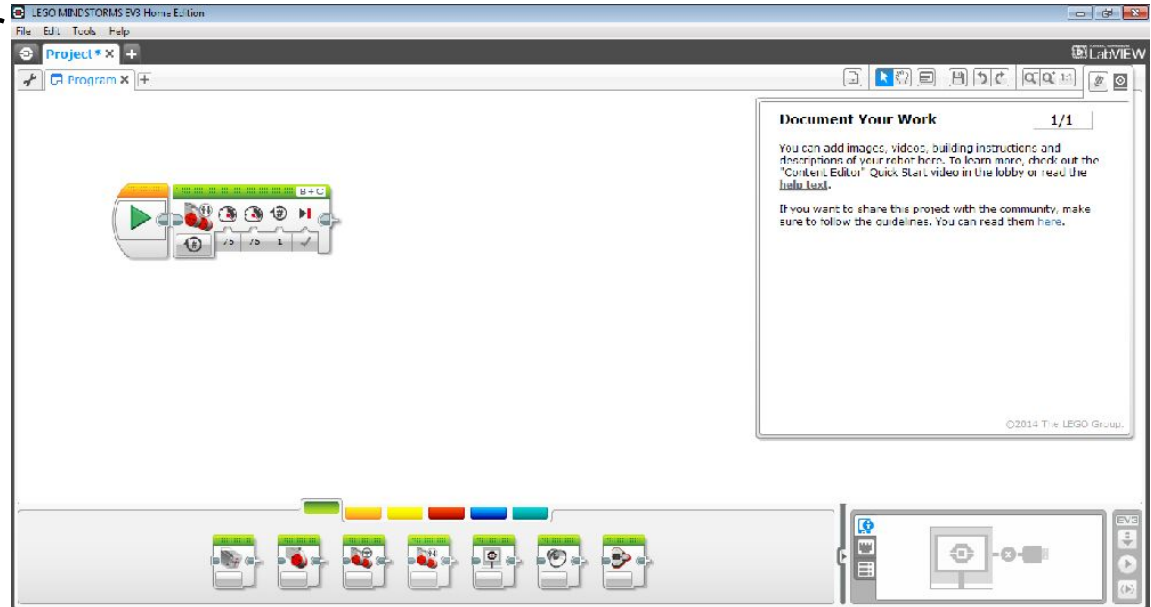 LEGO MINDSTORMS EV3 Home Edition
File Edit Tools Help
Project* × +
LabVIEW
Program × +
Document Your Work 1/1
You can add images, videos, building instructions and
descriptions of your robot here. To learn more, check out the
"Content Editor" Quick Start video in the lobby or read the
help text.
If you want to share this project with the community, make
sure to follow the guidelines. You can read them here.
B + C
#
75 75 1
©2014 The LEGO Group.
EV3